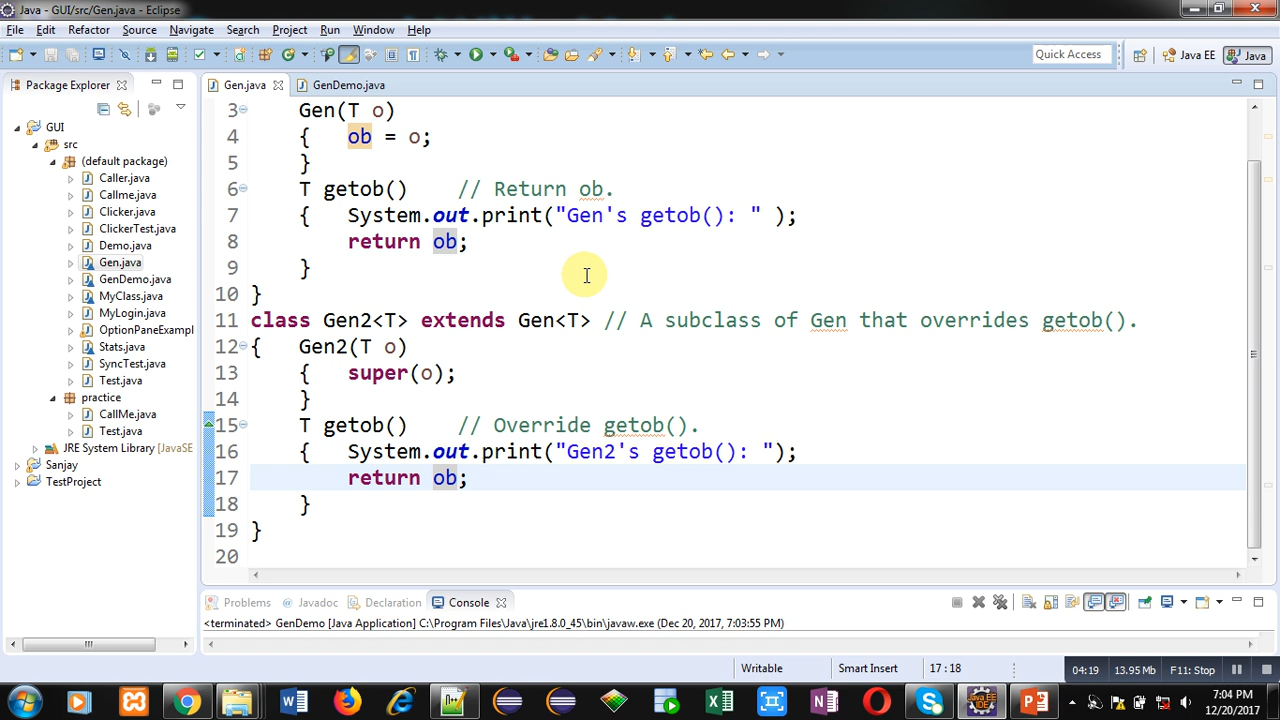 Java - GUI/src/Gen.java - Eclipse
File Edit Refactor Source Navigate Search Project Run Window Help
Quick Access
Java EE
Java
Package Explorer
GUI
src
(default package)
Caller.java
Callme.java
Clicker.java
ClickerTest.java
Demo.java
Gen.java
GenDemo.java
MyClass.java
MyLogin.java
OptionPaneExampl
Stats.java
SyncTest.java
Test.java
practice
CallMe.java
Test.java
JRE System Library [JavaSE
Sanjay
TestProject
Gen.java
GenDemo.java
3 Gen(T o)
4 { ob = o;
5 }
6 T getob() // Return ob.
7 { System.out.print("Gen's getob(): " );
8 return ob;
9 }
10 }
11 class Gen2<T> extends Gen<T> // A subclass of Gen that overrides getob().
12 { Gen2(T o)
13 { super(o);
14 }
15 T getob() // Override getob().
16 { System.out.print("Gen2's getob(): ");
17 return ob;
18 }
19 }
20
Problems @ Javadoc Declaration Console
<terminated> GenDemo [Java Application] C:\Program Files\Java\jre1.8.0_45\bin\javaw.exe (Dec 20, 2017, 7:03:55 PM)
Writable Smart Insert 17 : 18
04:19 13.95 Mb F11: Stop
7:04 PM
12/20/2017